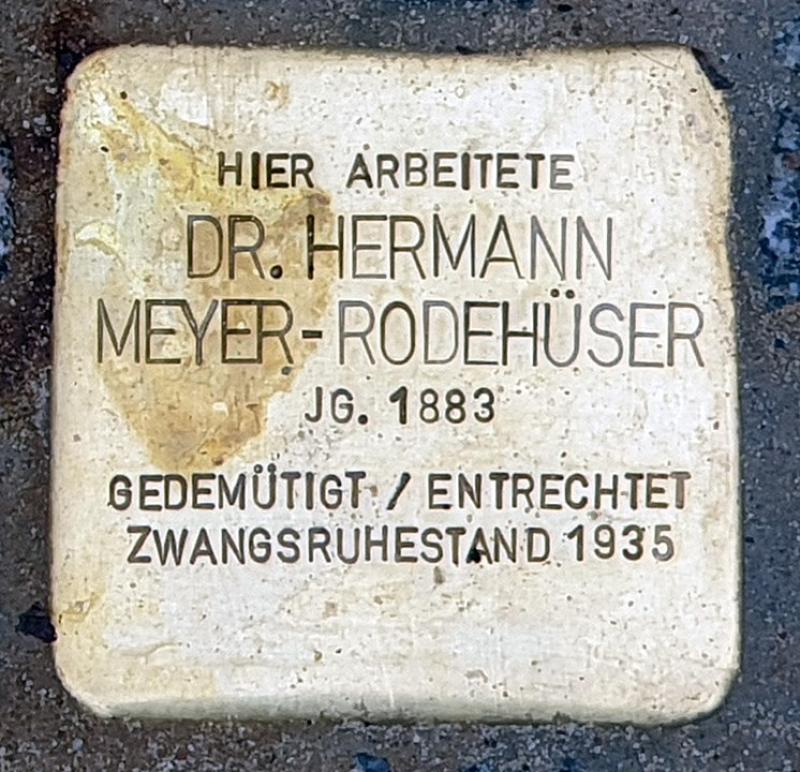 HIER ARBEITETE
DR. HERMANN
MEYER-RODEHÜSER
JG. 1883
GEDEMÜTIGT / ENTRECHTET
ZWANGSRUHESTAND 1935